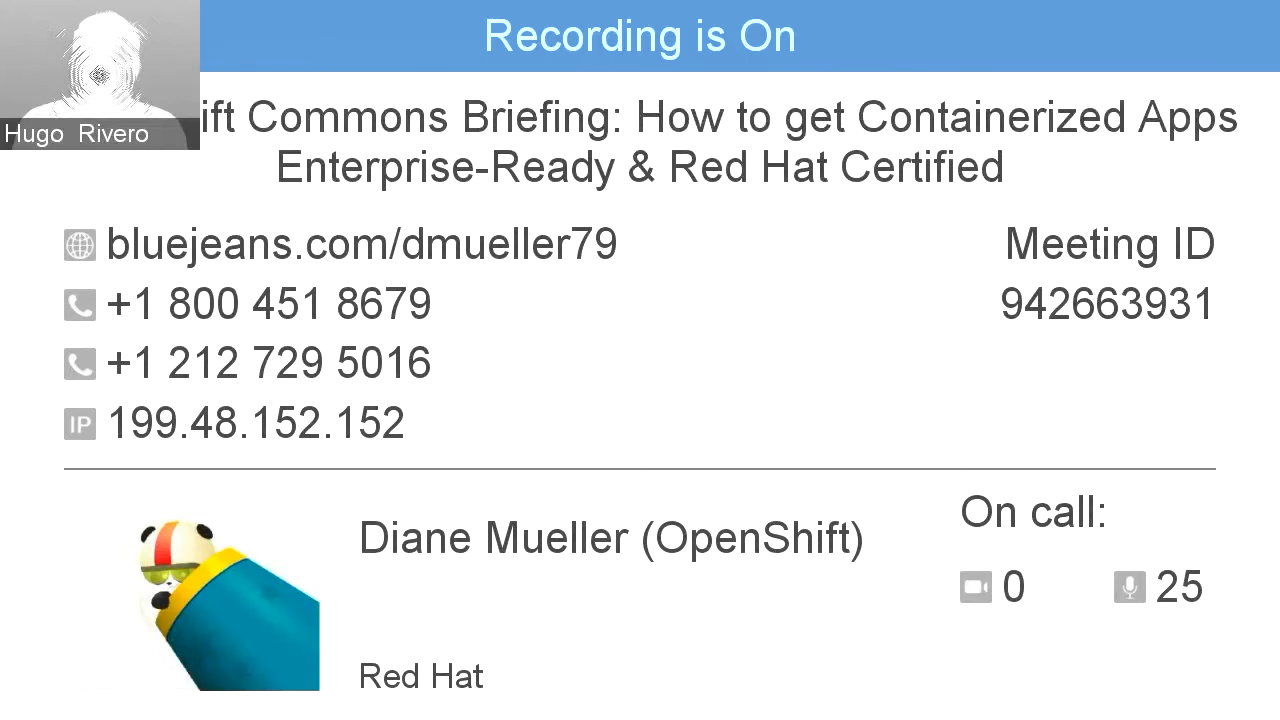 Recording is On
Hugo Rivero
ift Commons Briefing: How to get Containerized Apps
Enterprise-Ready & Red Hat Certified
bluejeans.com/dmueller79
Meeting ID
+1 800 451 8679
942663931
+1 212 729 5016
IP 199.48.152.152
Diane Mueller (OpenShift)
On call:
0 25
Red Hat